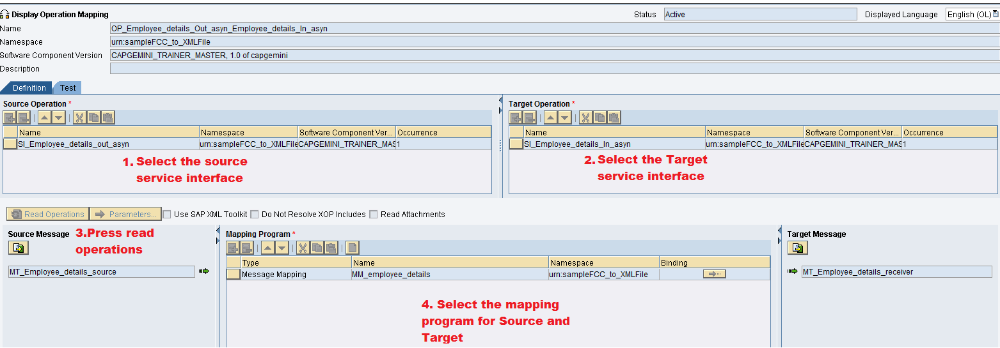 Display Operation Mapping Status Active Displayed Language English (OL)
Name OP_Employee_details_Out_asyn_Employee_details_In_asyn
Namespace urn:sampleFCC_to_XMLFile
Software Component Version CAPGEMINI_TRAINER_MASTER, 1.0 of capgemini
Description
Definition Test
Source Operation * Target Operation *
Name Namespace Software Component Ver... Occurrence Name Namespace Software Component Ver... Occurrence
SI_Employee_details_out_asyn urn:sampleFCC_to_XMLFile CAPGEMINI_TRAINER_MAS 1 SI_Employee_details_In_asyn urn:sampleFCC_to_XMLFile CAPGEMINI_TRAINER_MAS 1
1. Select the source
service interface
2. Select the Target
service interface
Read Operations Parameters... Use SAP XML Toolkit Do Not Resolve XOP Includes Read Attachments
Source Message
3.Press read
operations
MT_Employee_details_source
Mapping Program *
Type Name Namespace Binding
Message Mapping MM_employee_details urn:sampleFCC_to_XMLFile
4. Select the mapping
program for Source and
Target
Target Message
MT_Employee_details_receiver